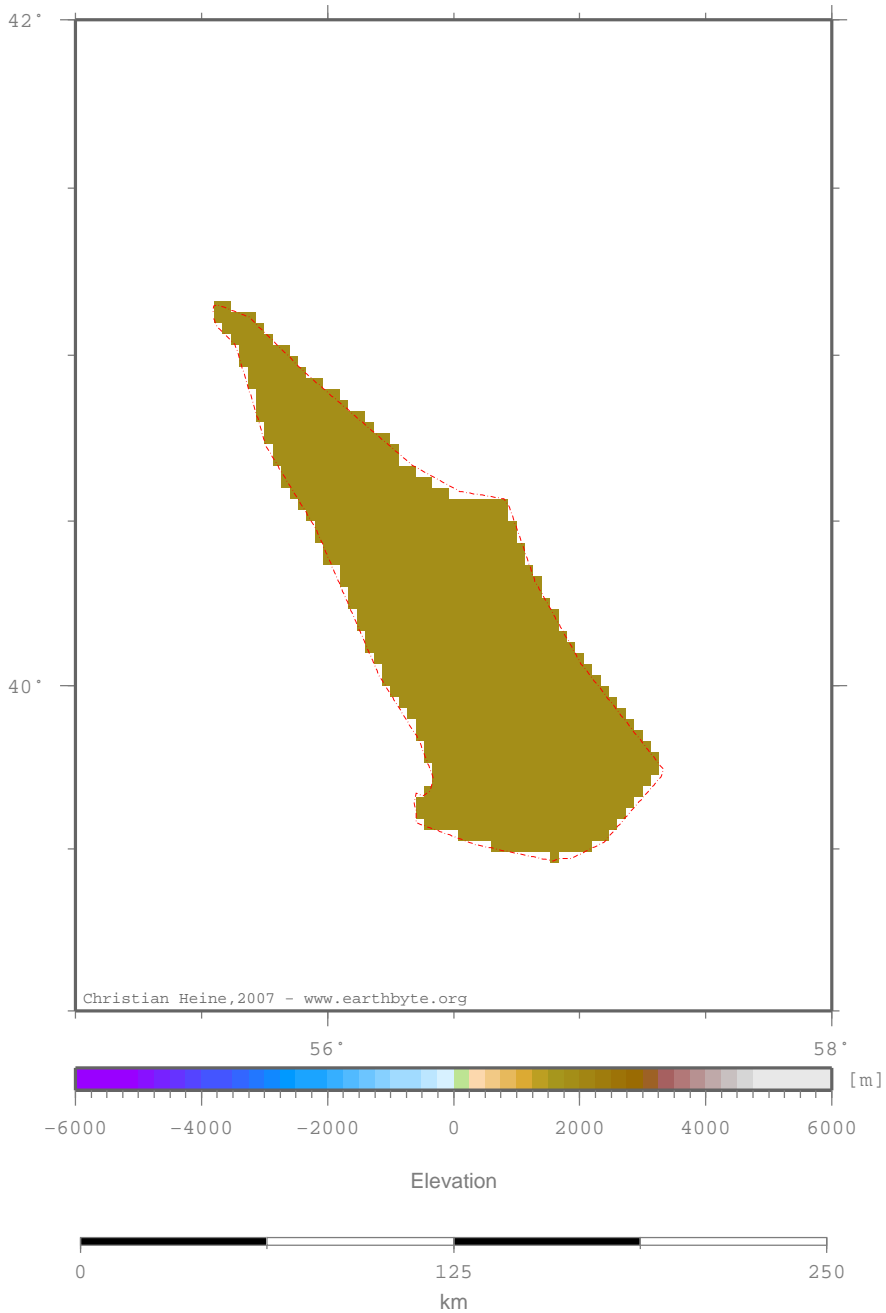 42°
40°
Christian Heine,2007 - www.earthbyte.org
56° 58°
[m]
-6000 -4000 -2000 0 2000 4000 6000
Elevation
0 125 250
km